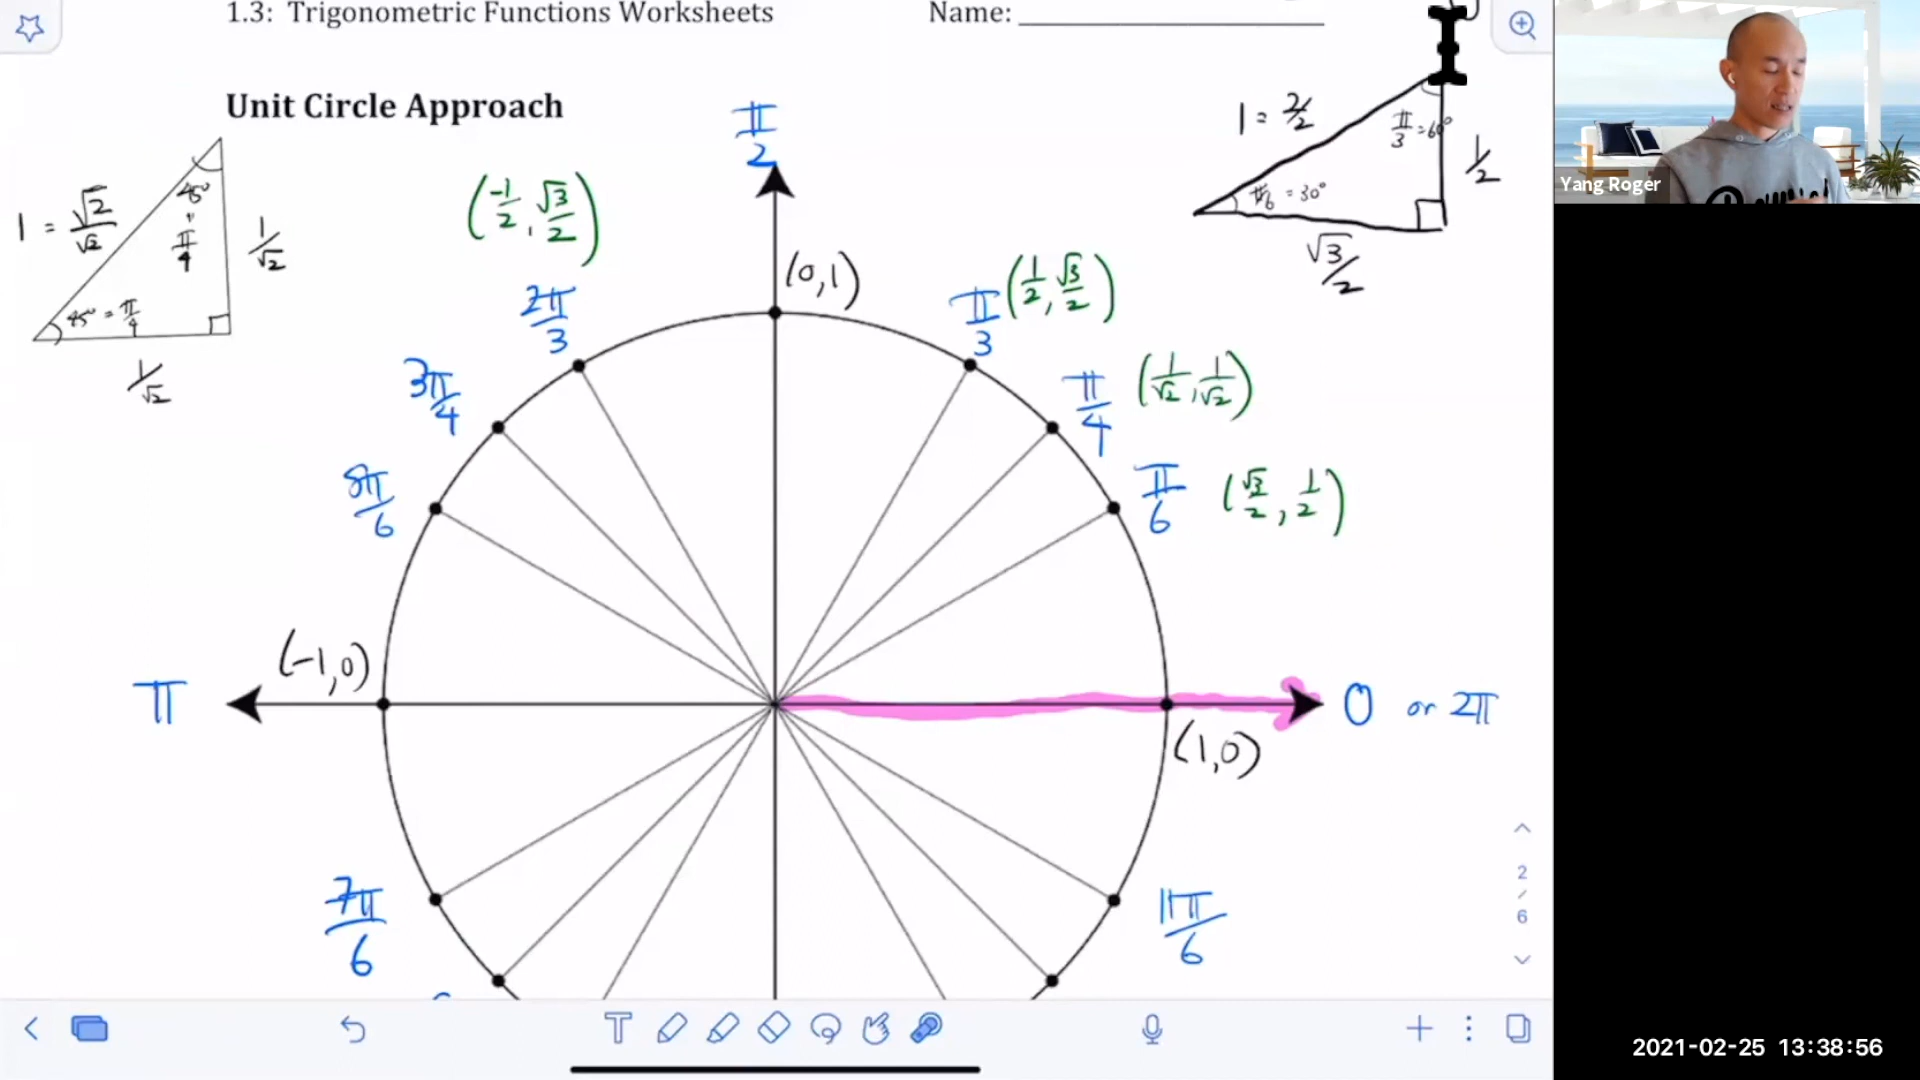 1.3: Trigonometric Functions Worksheets
Name:
Unit Circle Approach
1 = √2/√2
45° = π/4
45° = π/4
1/√2
1/√2
1 = 2/2
π/3 = 60°
π/6 = 30°
1/2
√3/2
π/2
(-1/2, √3/2)
(0,1)
2π/3
π/3 (1/2, √3/2)
3π/4
π/4 (1/√2, 1/√2)
π/6 (√3/2, 1/2)
(-1,0)
π
0 or 2π
(1,0)
7π/6
11π/6
2
/
6
T
Yang Roger
2021-02-25 13:38:56